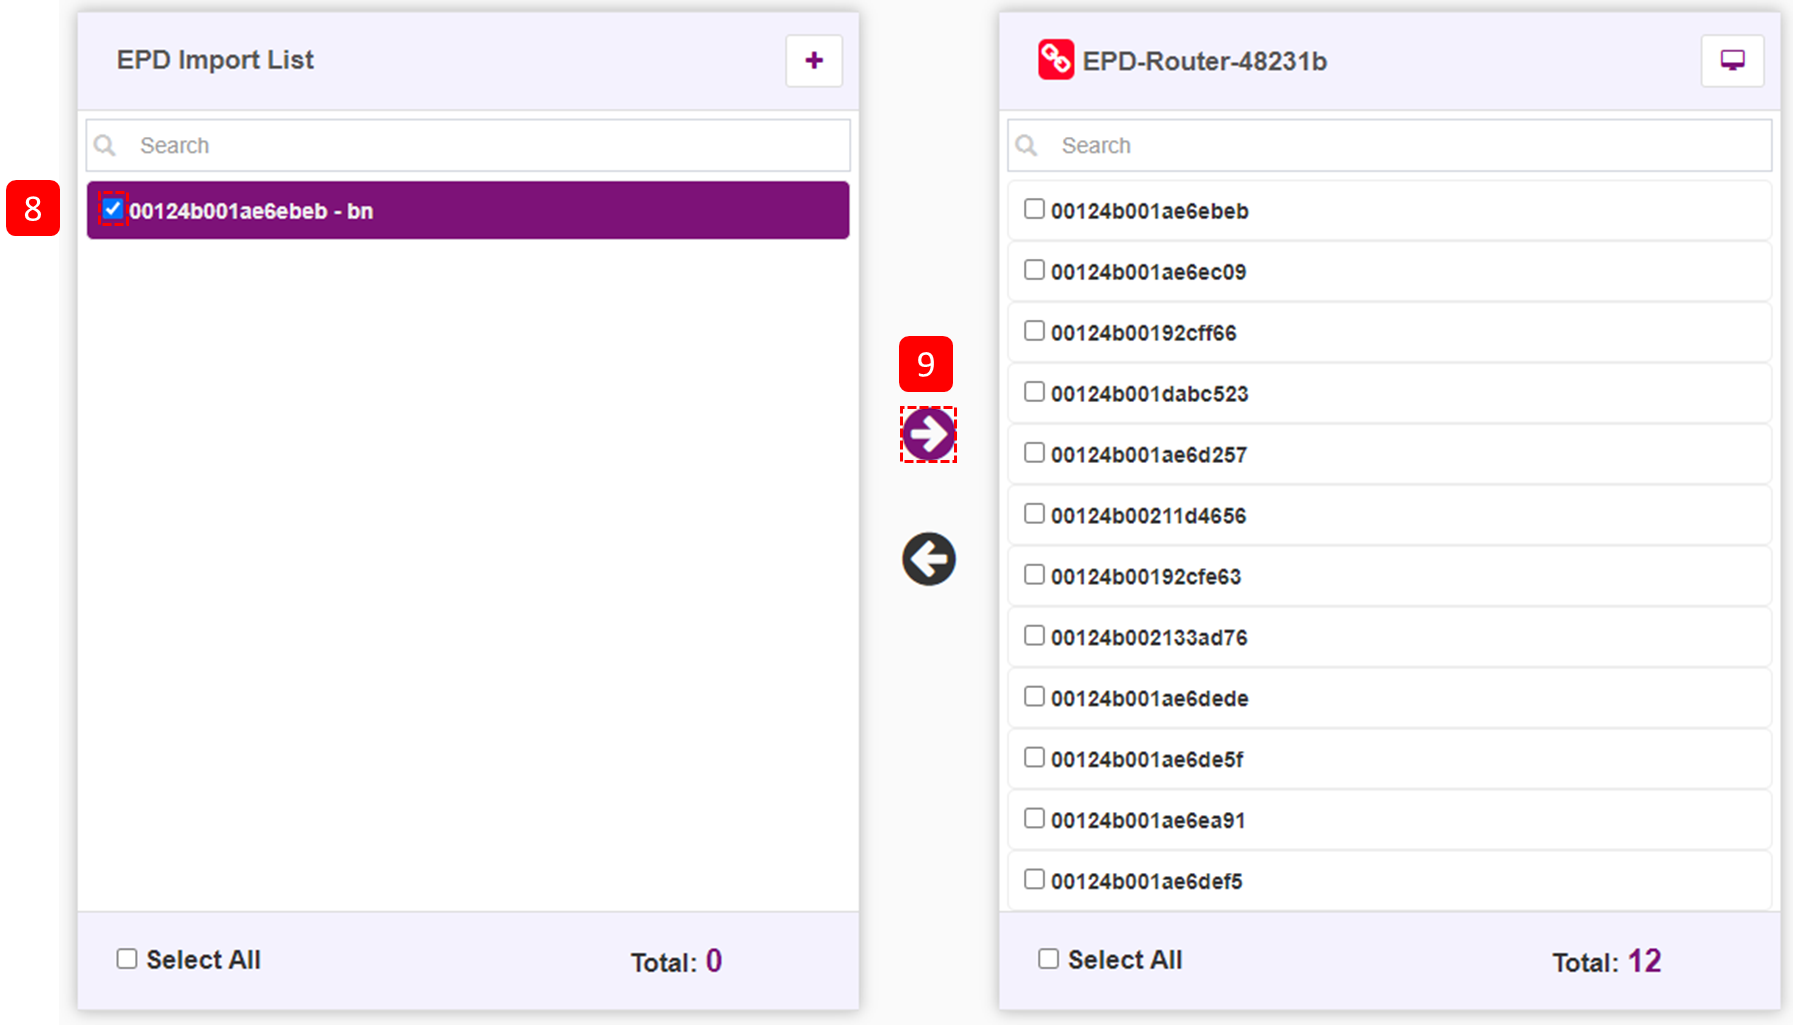 EPD Import List
Search
8
00124b001ae6ebeb - bn
Select All
Total: 0
9
EPD-Router-48231b
Search
00124b001ae6ebeb
00124b001ae6ec09
00124b00192cff66
00124b001dabc523
00124b001ae6d257
00124b00211d4656
00124b00192cfe63
00124b002133ad76
00124b001ae6dede
00124b001ae6de5f
00124b001ae6ea91
00124b001ae6def5
Select All
Total: 12